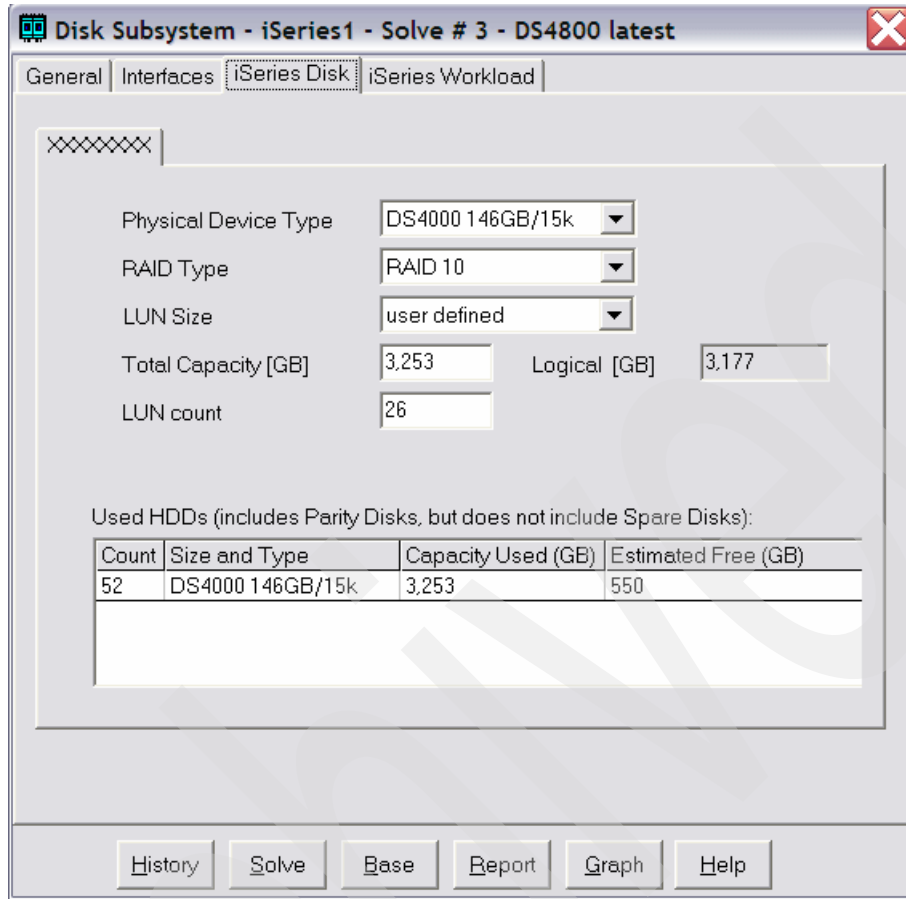 Disk Subsystem - iSeries1 - Solve # 3 - DS4800 latest
General Interfaces iSeries Disk iSeries Workload
XXXXXXXX
Physical Device Type DS4000 146GB/15k
RAID Type RAID 10
LUN Size user defined
Total Capacity [GB] 3,253 Logical [GB] 3,177
LUN count 26
Used HDDs (includes Parity Disks, but does not include Spare Disks):
Count Size and Type Capacity Used (GB) Estimated Free (GB)
52 DS4000 146GB/15k 3,253 550
History Solve Base Report Graph Help